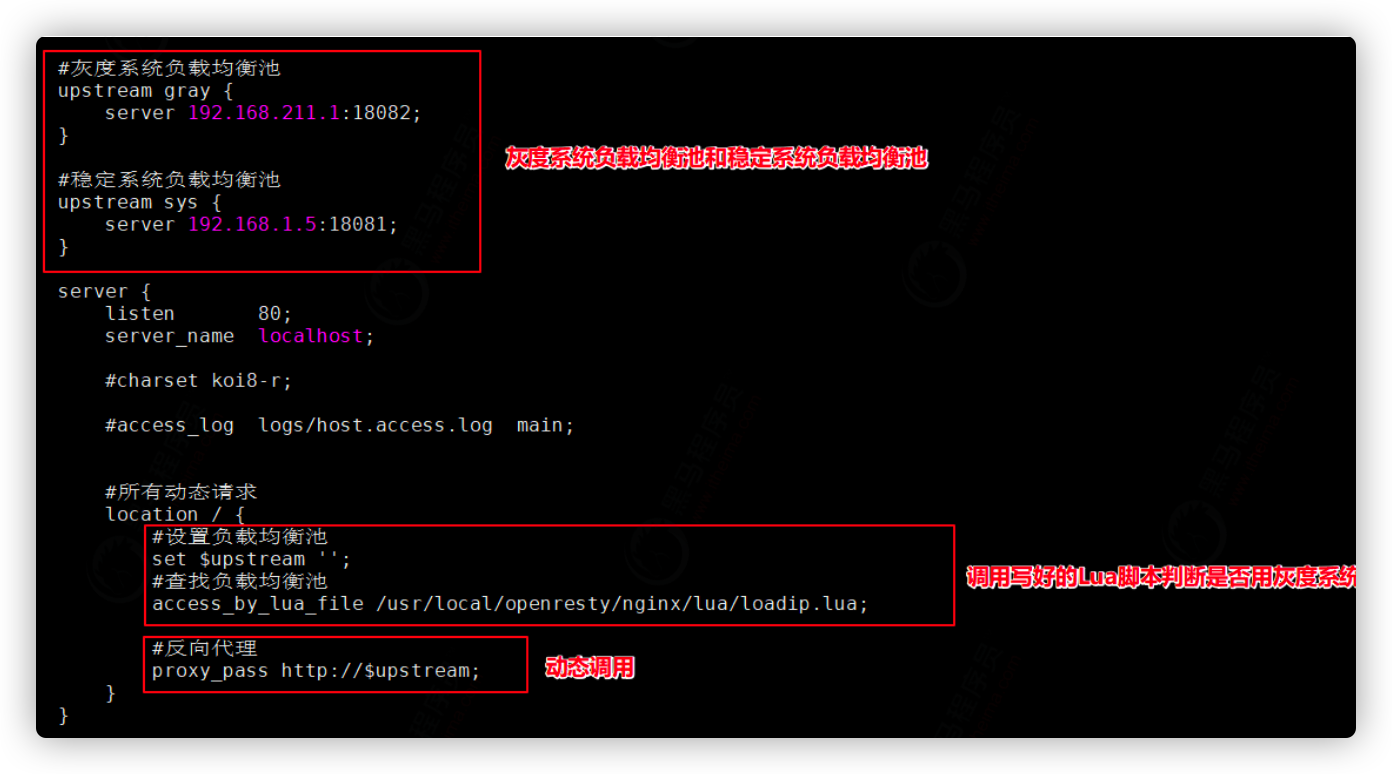 #灰度系统负载均衡池
upstream gray {
    server 192.168.211.1:18082;
}
灰度系统负载均衡池和稳定系统负载均衡池
#稳定系统负载均衡池
upstream sys {
    server 192.168.1.5:18081;
}
server {
    listen       80;
    server_name  localhost;
    #charset koi8-r;
    #access_log  logs/host.access.log  main;
    #所有动态请求
    location / {
        #设置负载均衡池
        set $upstream '';
        #查找负载均衡池
        access_by_lua_file /usr/local/openresty/nginx/lua/loadip.lua;
调用写好的Lua脚本判断是否用灰度系统
        #反向代理
        proxy_pass http://$upstream;
动态调用
    }
}